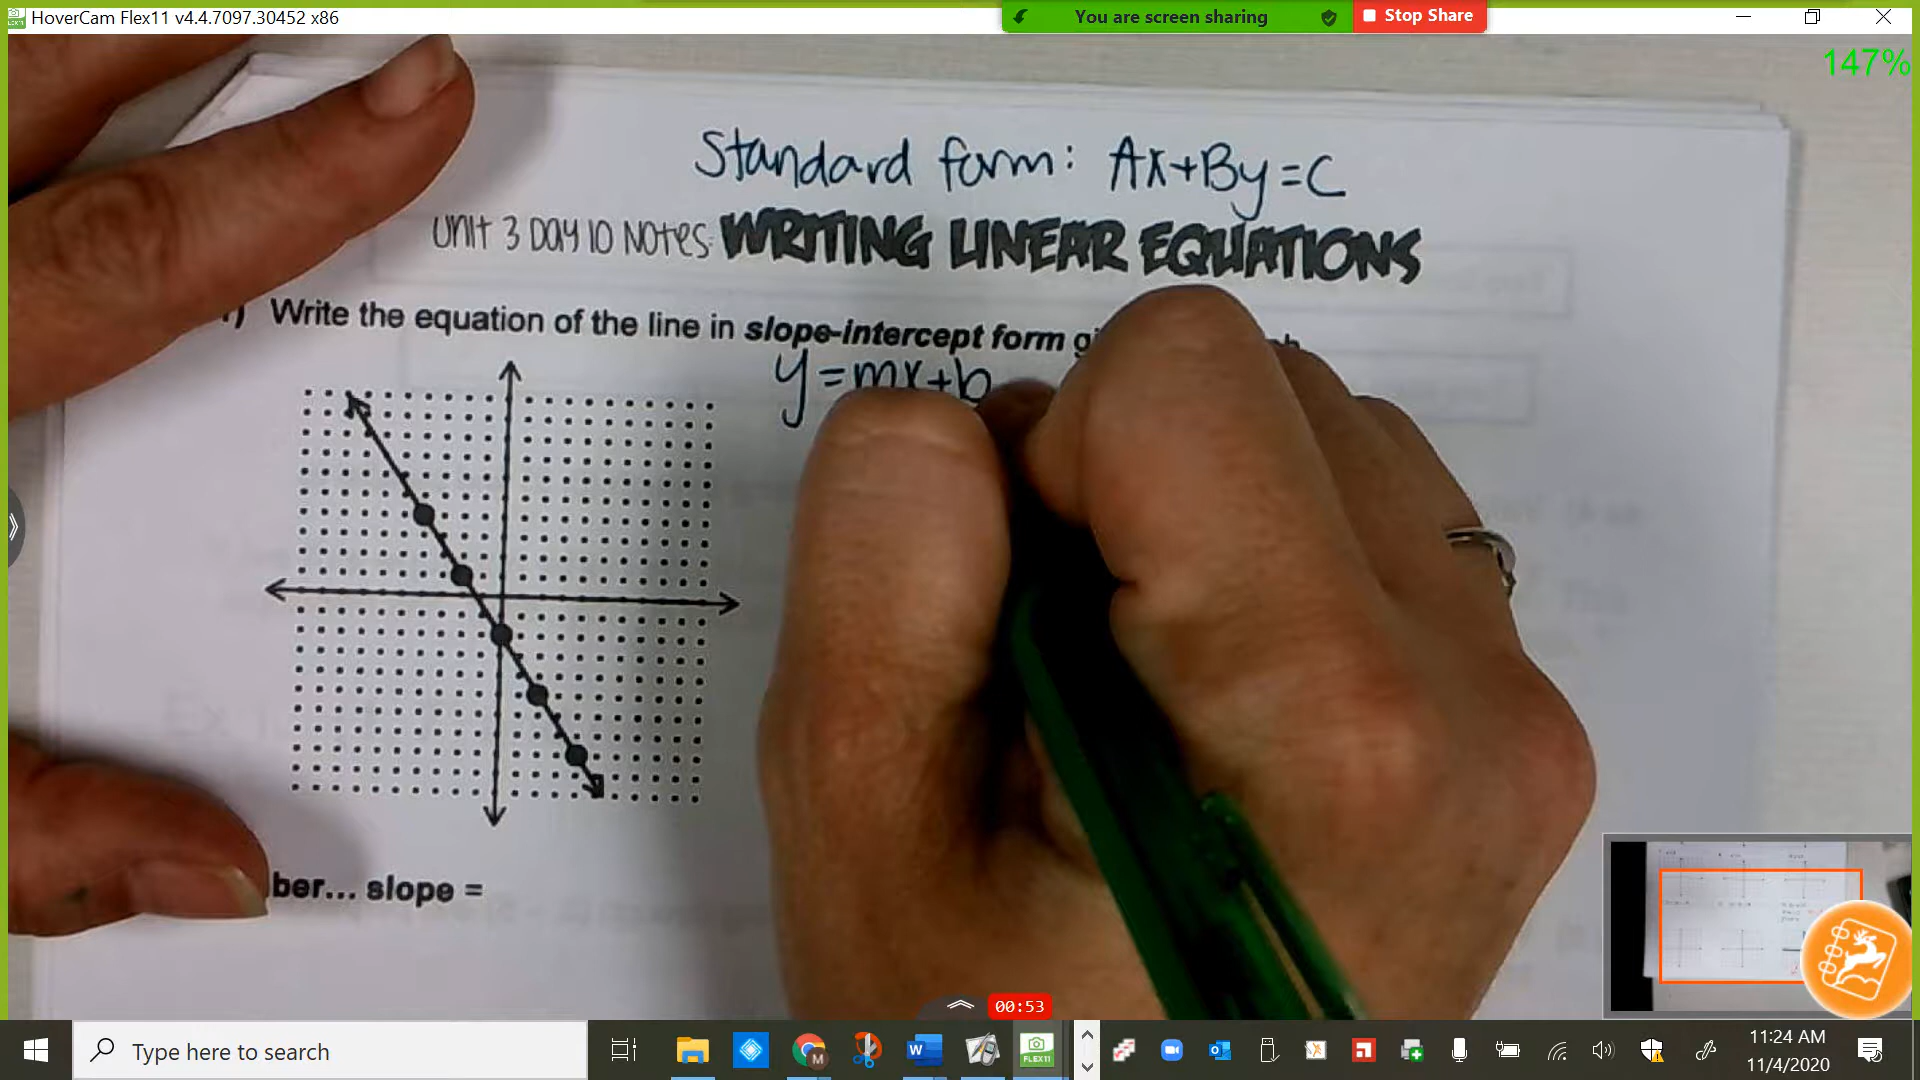 HoverCam Flex11 v4.4.7097.30452 x86
You are screen sharing
Stop Share
147%
Standard form: Ax+By=C
Unit 3 Day 10 Notes: WRITING LINEAR EQUATIONS
Write the equation of the line in slope-intercept form
y=mx+b
slope =
00:53
Type here to search
FLEX11
11:24 AM
11/4/2020